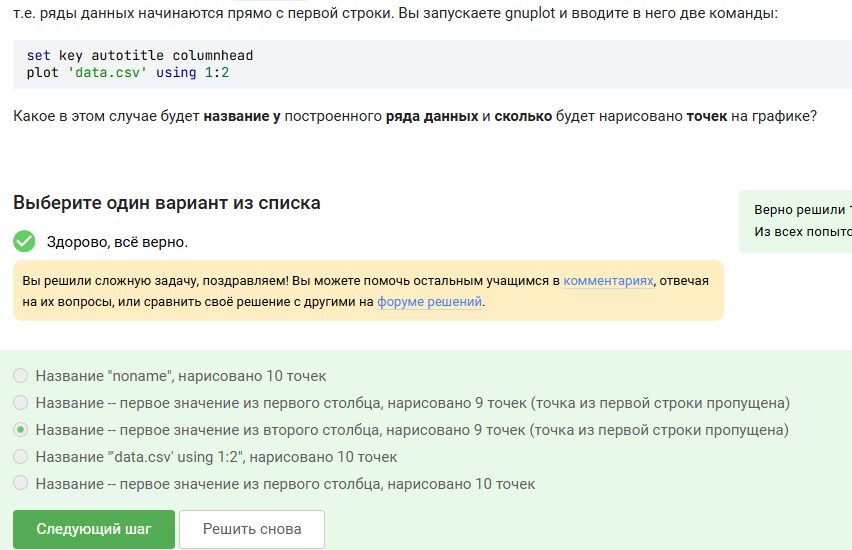 т.е. ряды данных начинаются прямо с первой строки. Вы запускаете gnuplot и вводите в него две команды:
set key autotitle columnhead
plot 'data.csv' using 1:2
Какое в этом случае будет название у построенного ряда данных и сколько будет нарисовано точек на графике?
Выберите один вариант из списка
Верно решили
Здорово, всё верно.
Из всех
Вы решили сложную задачу, поздравляем! Вы можете помочь остальным учащимся в комментариях, отвечая
на их вопросы, или сравнить своё решение с другими на форуме решений.
Название "noname", нарисовано 10 точек
Название -- первое значение из первого столбца, нарисовано 9 точек (точка из первой строки пропущена)
Название -- первое значение из второго столбца, нарисовано 9 точек (точка из первой строки пропущена)
Название "'data.csv' using 1:2", нарисовано 10 точек
Название -- первое значение из первого столбца, нарисовано 10 точек
Следующий шаг
Решить снова